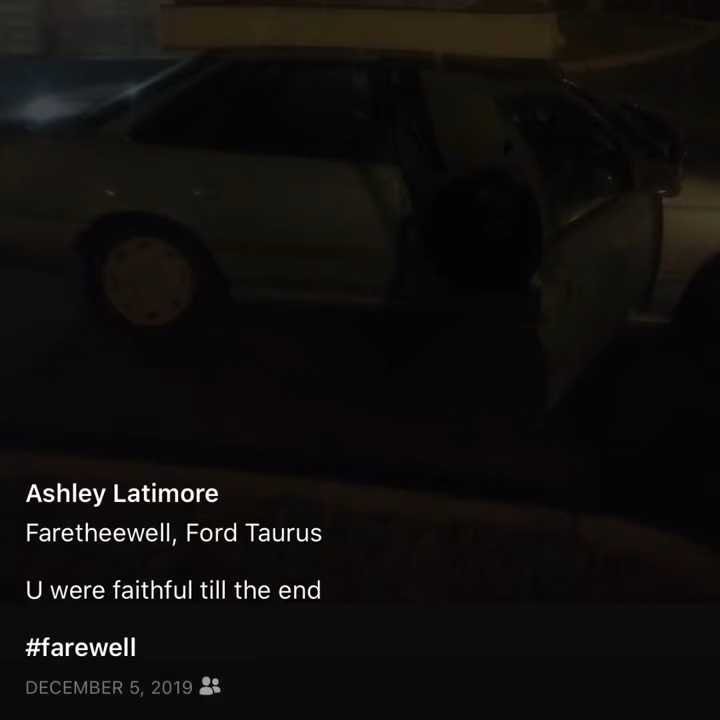 Ashley Latimore
Faretheewell, Ford Taurus
U were faithful till the end
#farewell
DECEMBER 5, 2019